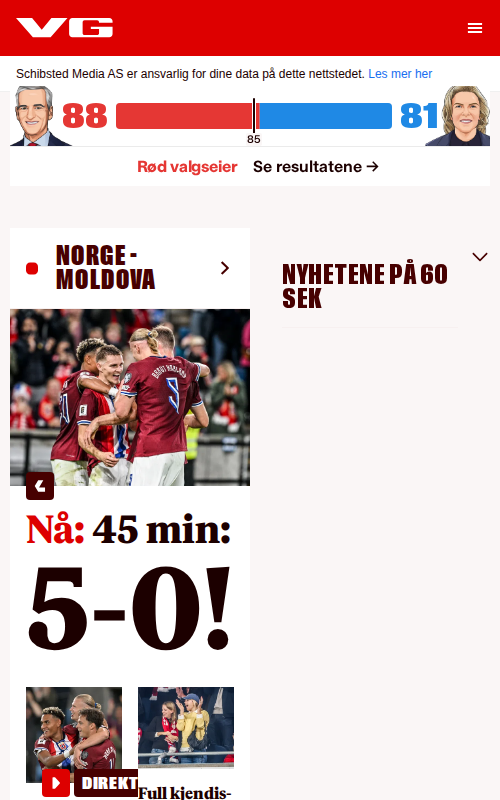 VG
Schibsted Media AS er ansvarlig for dine data på dette nettstedet. Les mer her
88
81
85
Rød valgseier Se resultatene →
NORGE -
MOLDOVA
NYHETENE PÅ 60
SEK
9
Nå: 45 min:
5-0!
DIREKT
Full kjendis-